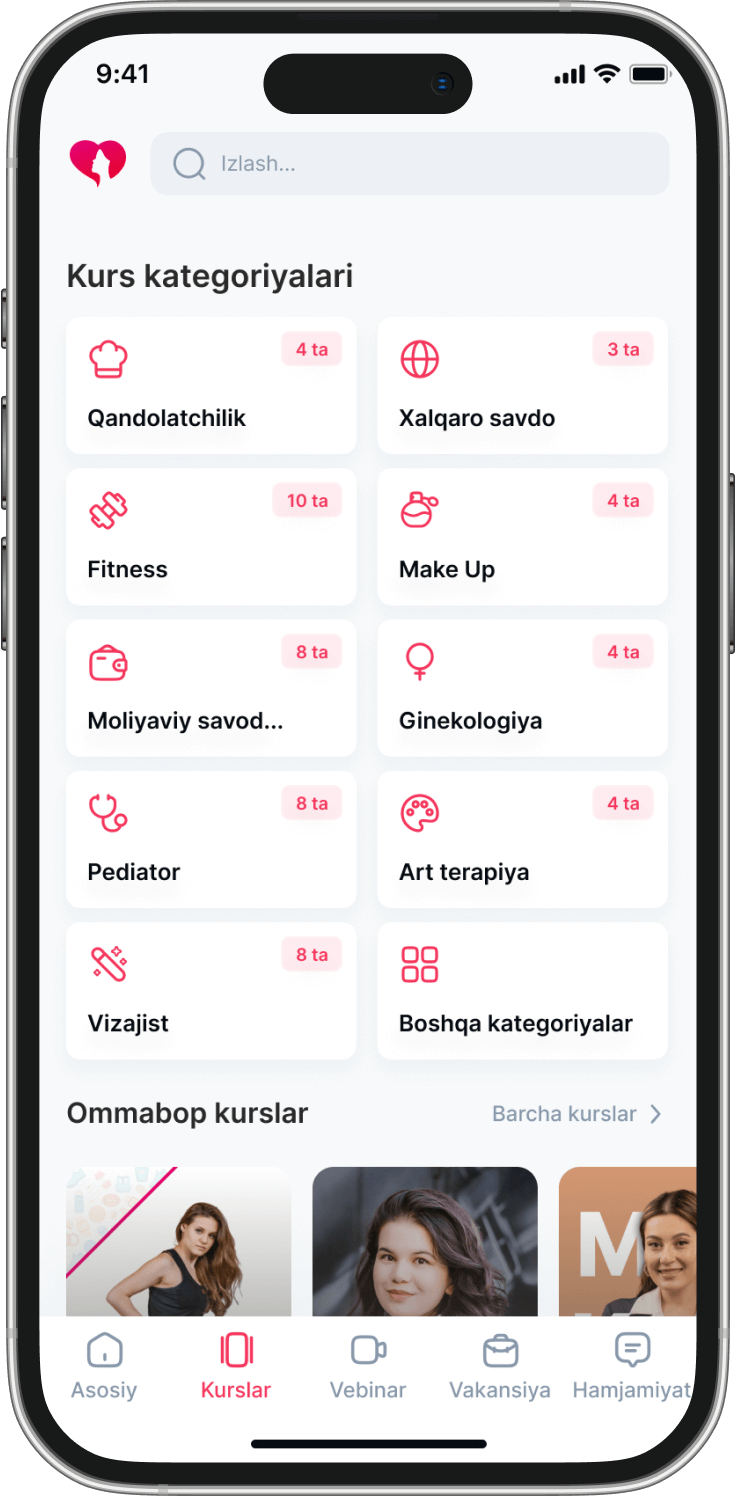 9:41
Izlash...
Kurs kategoriyalari
4 ta
Qandolatchilik
3 ta
Xalqaro savdo
10 ta
Fitness
4 ta
Make Up
8 ta
Moliyaviy savod...
4 ta
Ginekologiya
8 ta
Pediator
4 ta
Art terapiya
8 ta
Vizajist
Boshqa kategoriyalar
Ommabop kurslar
Barcha kurslar
M
Asosiy
Kurslar
Vebinar
Vakansiya
Hamjamiyat